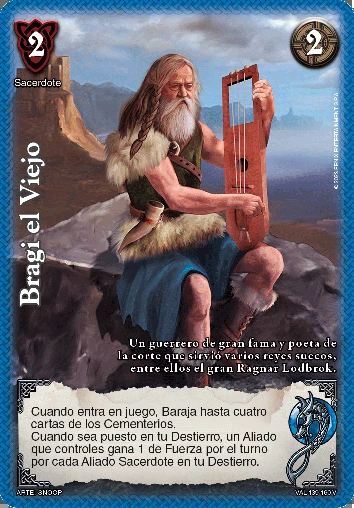 2
2
Sacerdote
Bragi el Viejo
Un guerrero de gran fama y poeta de
la corte que sirvió varios reyes suecos,
entre ellos el gran Ragnar Lodbrok.
Cuando entra en juego, Baraja hasta cuatro
cartas de los Cementerios.
Cuando sea puesto en tu Destierro, un Aliado
que controles gana 1 de Fuerza por el turno
por cada Aliado Sacerdote en tu Destierro.
ARTE: SNOOP